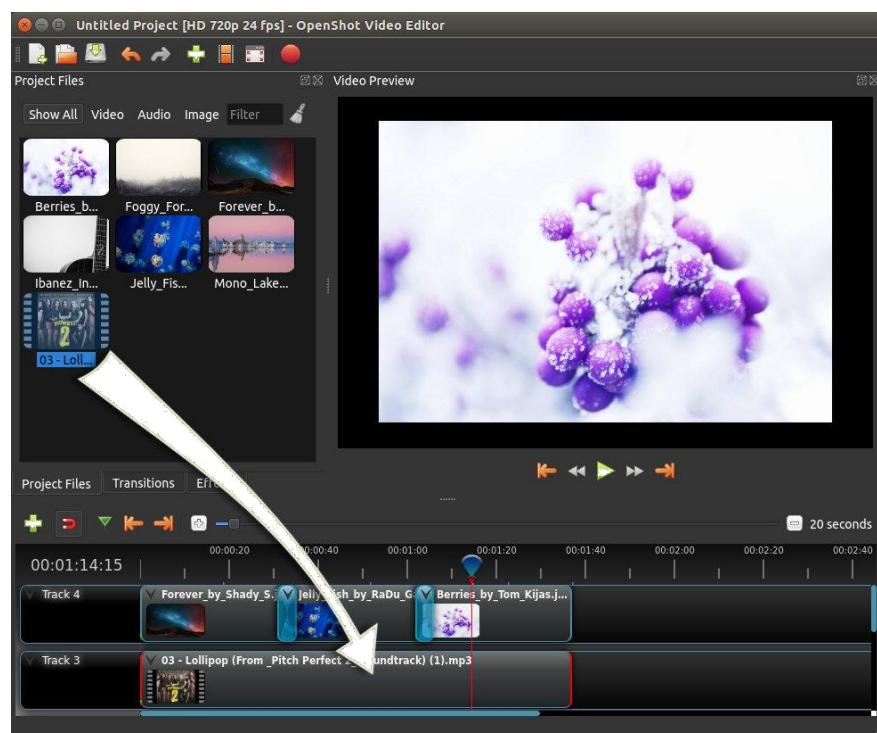 Untitled Project [HD 720p 24 fps] - OpenShot Video Editor
Project Files
Video Preview
Show All Video Audio Image Filter
Berries_b... Foggy_For... Forever_b...
Ibanez_In... Jelly_Fis... Mono_Lake...
2
03 - Loll...
Project Files Transitions
20 seconds
00:01:14:15
00:00:20 00:00:40 00:01:00 00:01:20 00:01:40 00:02:00 00:02:20 00:02:40
Track 4 Forever_by_Shady_S. by_RaDu_G Berries_by_Tom_Kijas.j...
Track 3 03 - Lollipop (From _Pitch Perfect (1).mp3